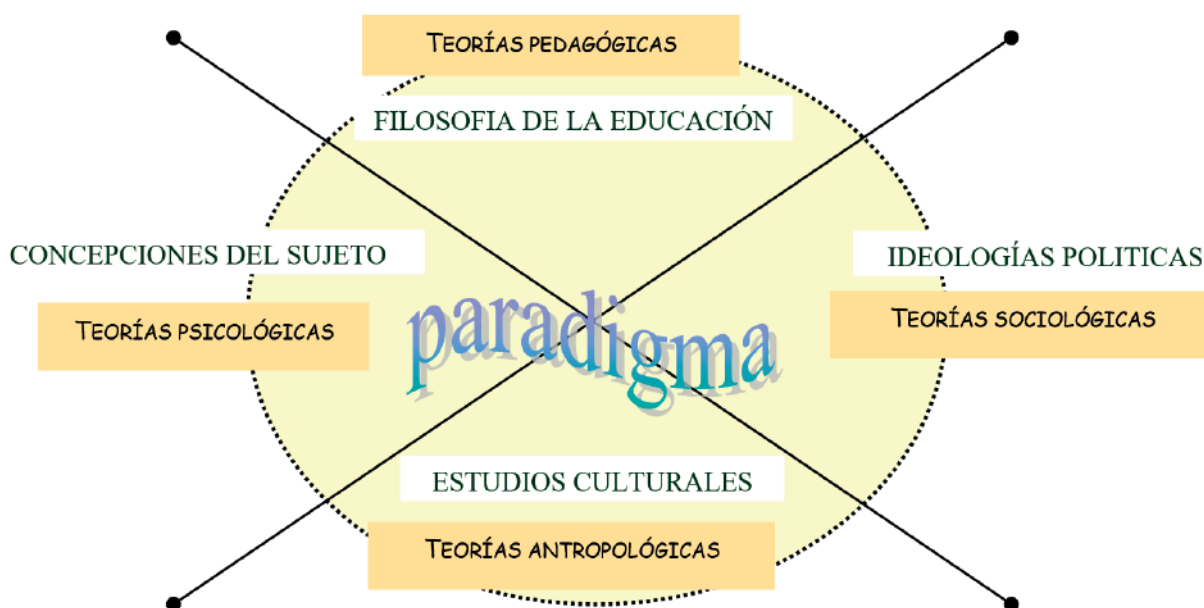 TEORÍAS PEDAGÓGICAS
FILOSOFIA DE LA EDUCACIÓN
CONCEPCIONES DEL SUJETO
IDEOLOGÍAS POLITICAS
TEORÍAS PSICOLÓGICAS
TEORÍAS SOCIOLÓGICAS
paradigma
ESTUDIOS CULTURALES
TEORÍAS ANTROPOLÓGICAS